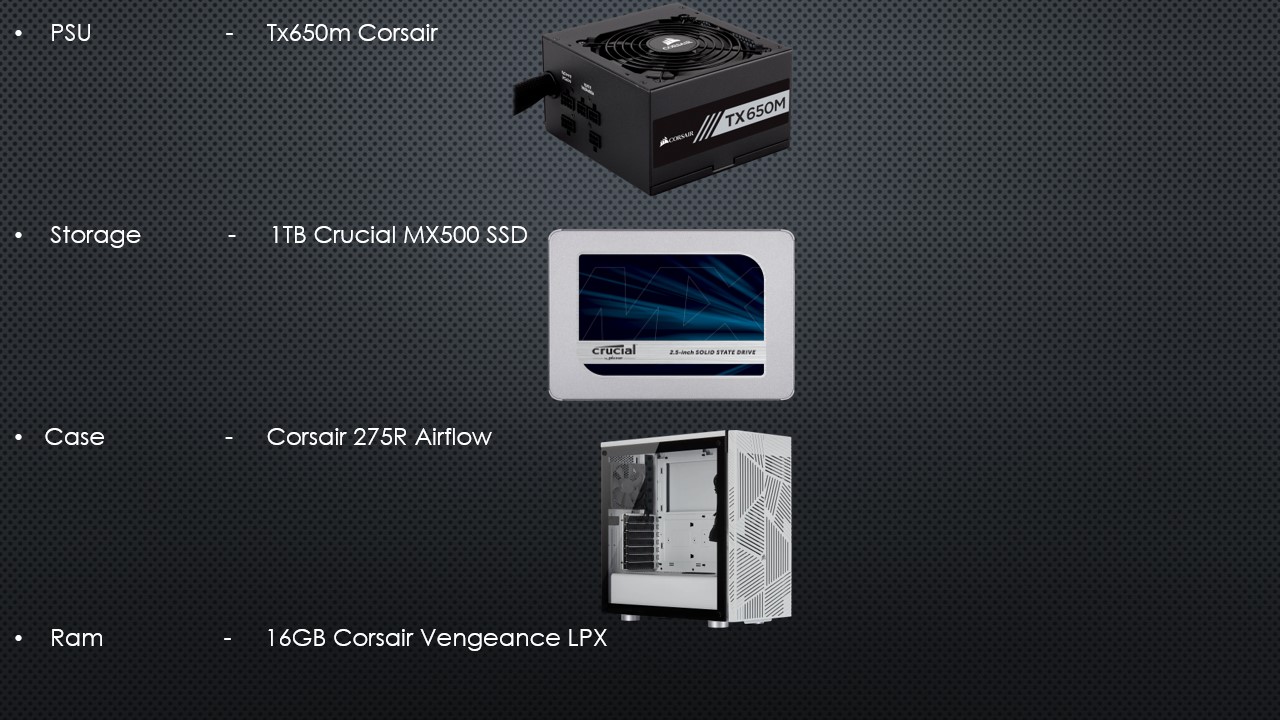 • PSU - Tx650m Corsair
CORSAIR
CORSAIR TX650M
• Storage - 1TB Crucial MX500 SSD
crucial 2.5-inch SOLID STATE DRIVE
• Case - Corsair 275R Airflow
• Ram - 16GB Corsair Vengeance LPX